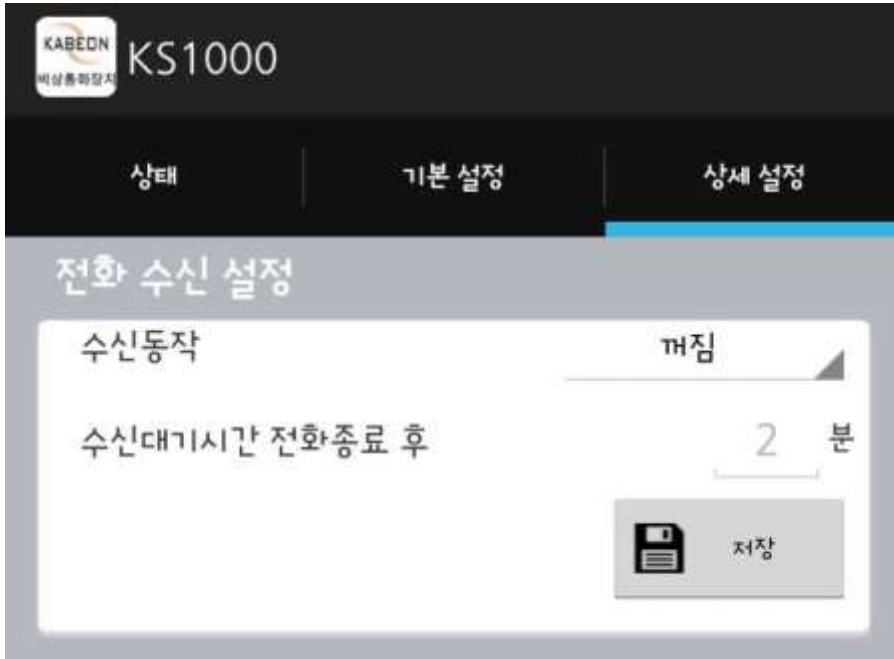 KABEON
비상통화장치
KS1000
상태
기본 설정
상세 설정
전화 수신 설정
수신동작
꺼짐
수신대기시간 전화종료 후
2 분
저장